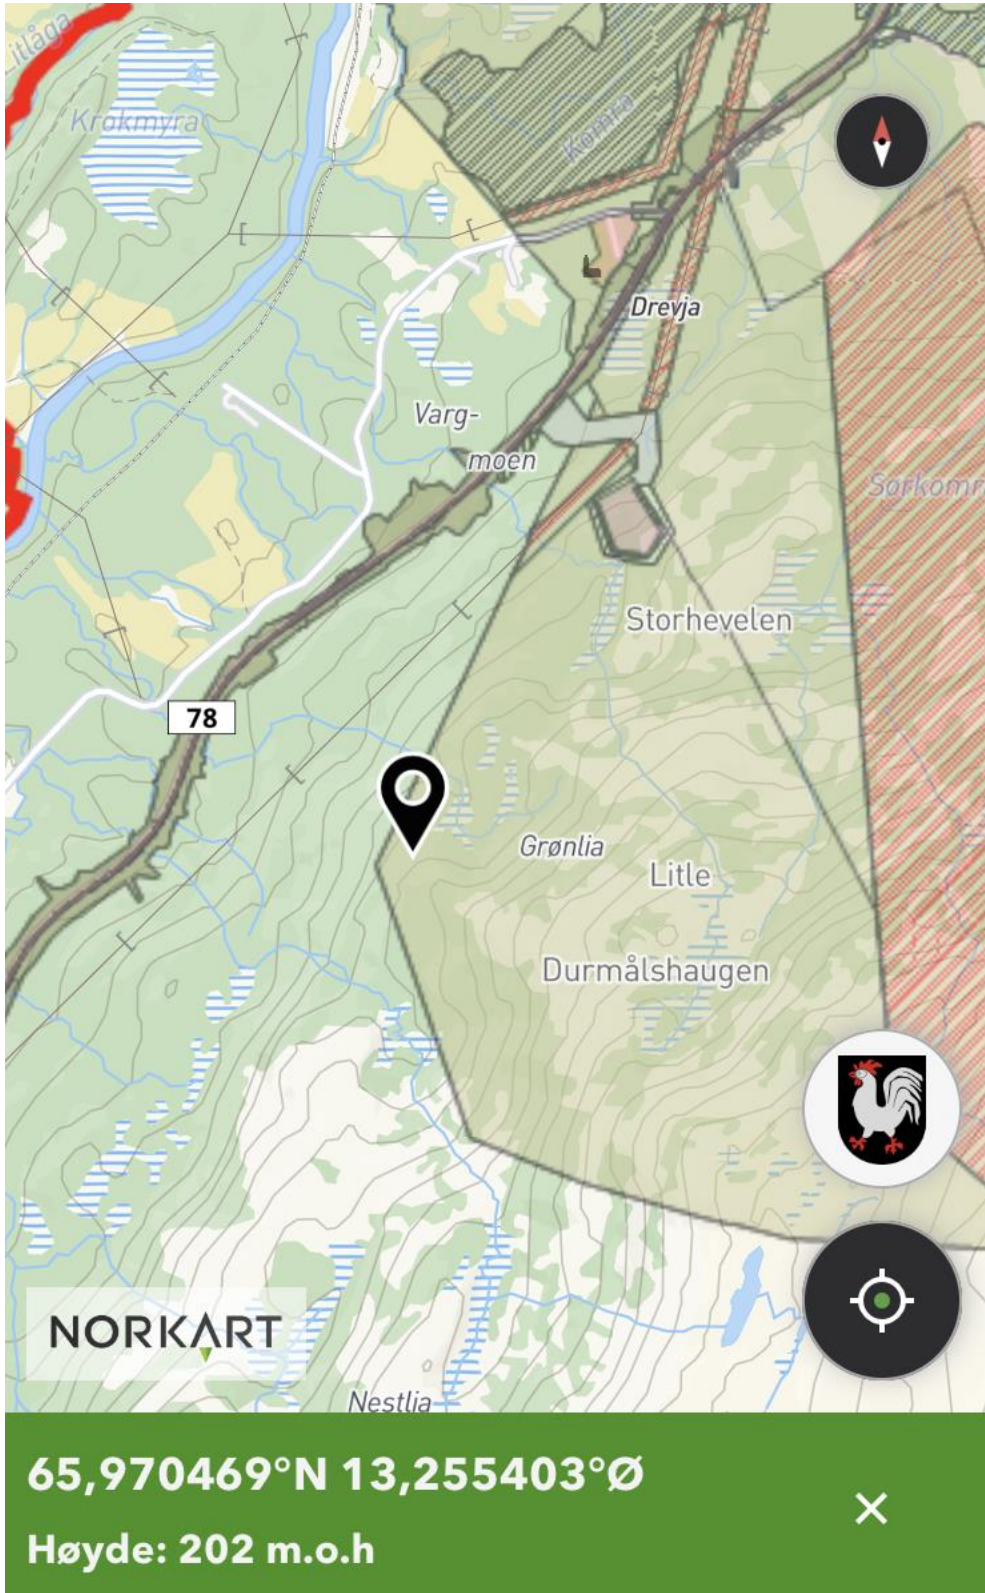 Litlåga
Krokmyra
Komra
Drevja
Varg-
moen
Sørkomr
Storhevelen
78
Grønlia
Litle
Durmålshaugen
NORKART
Nestlia
65,970469°N 13,255403°Ø
Høyde: 202 m.o.h